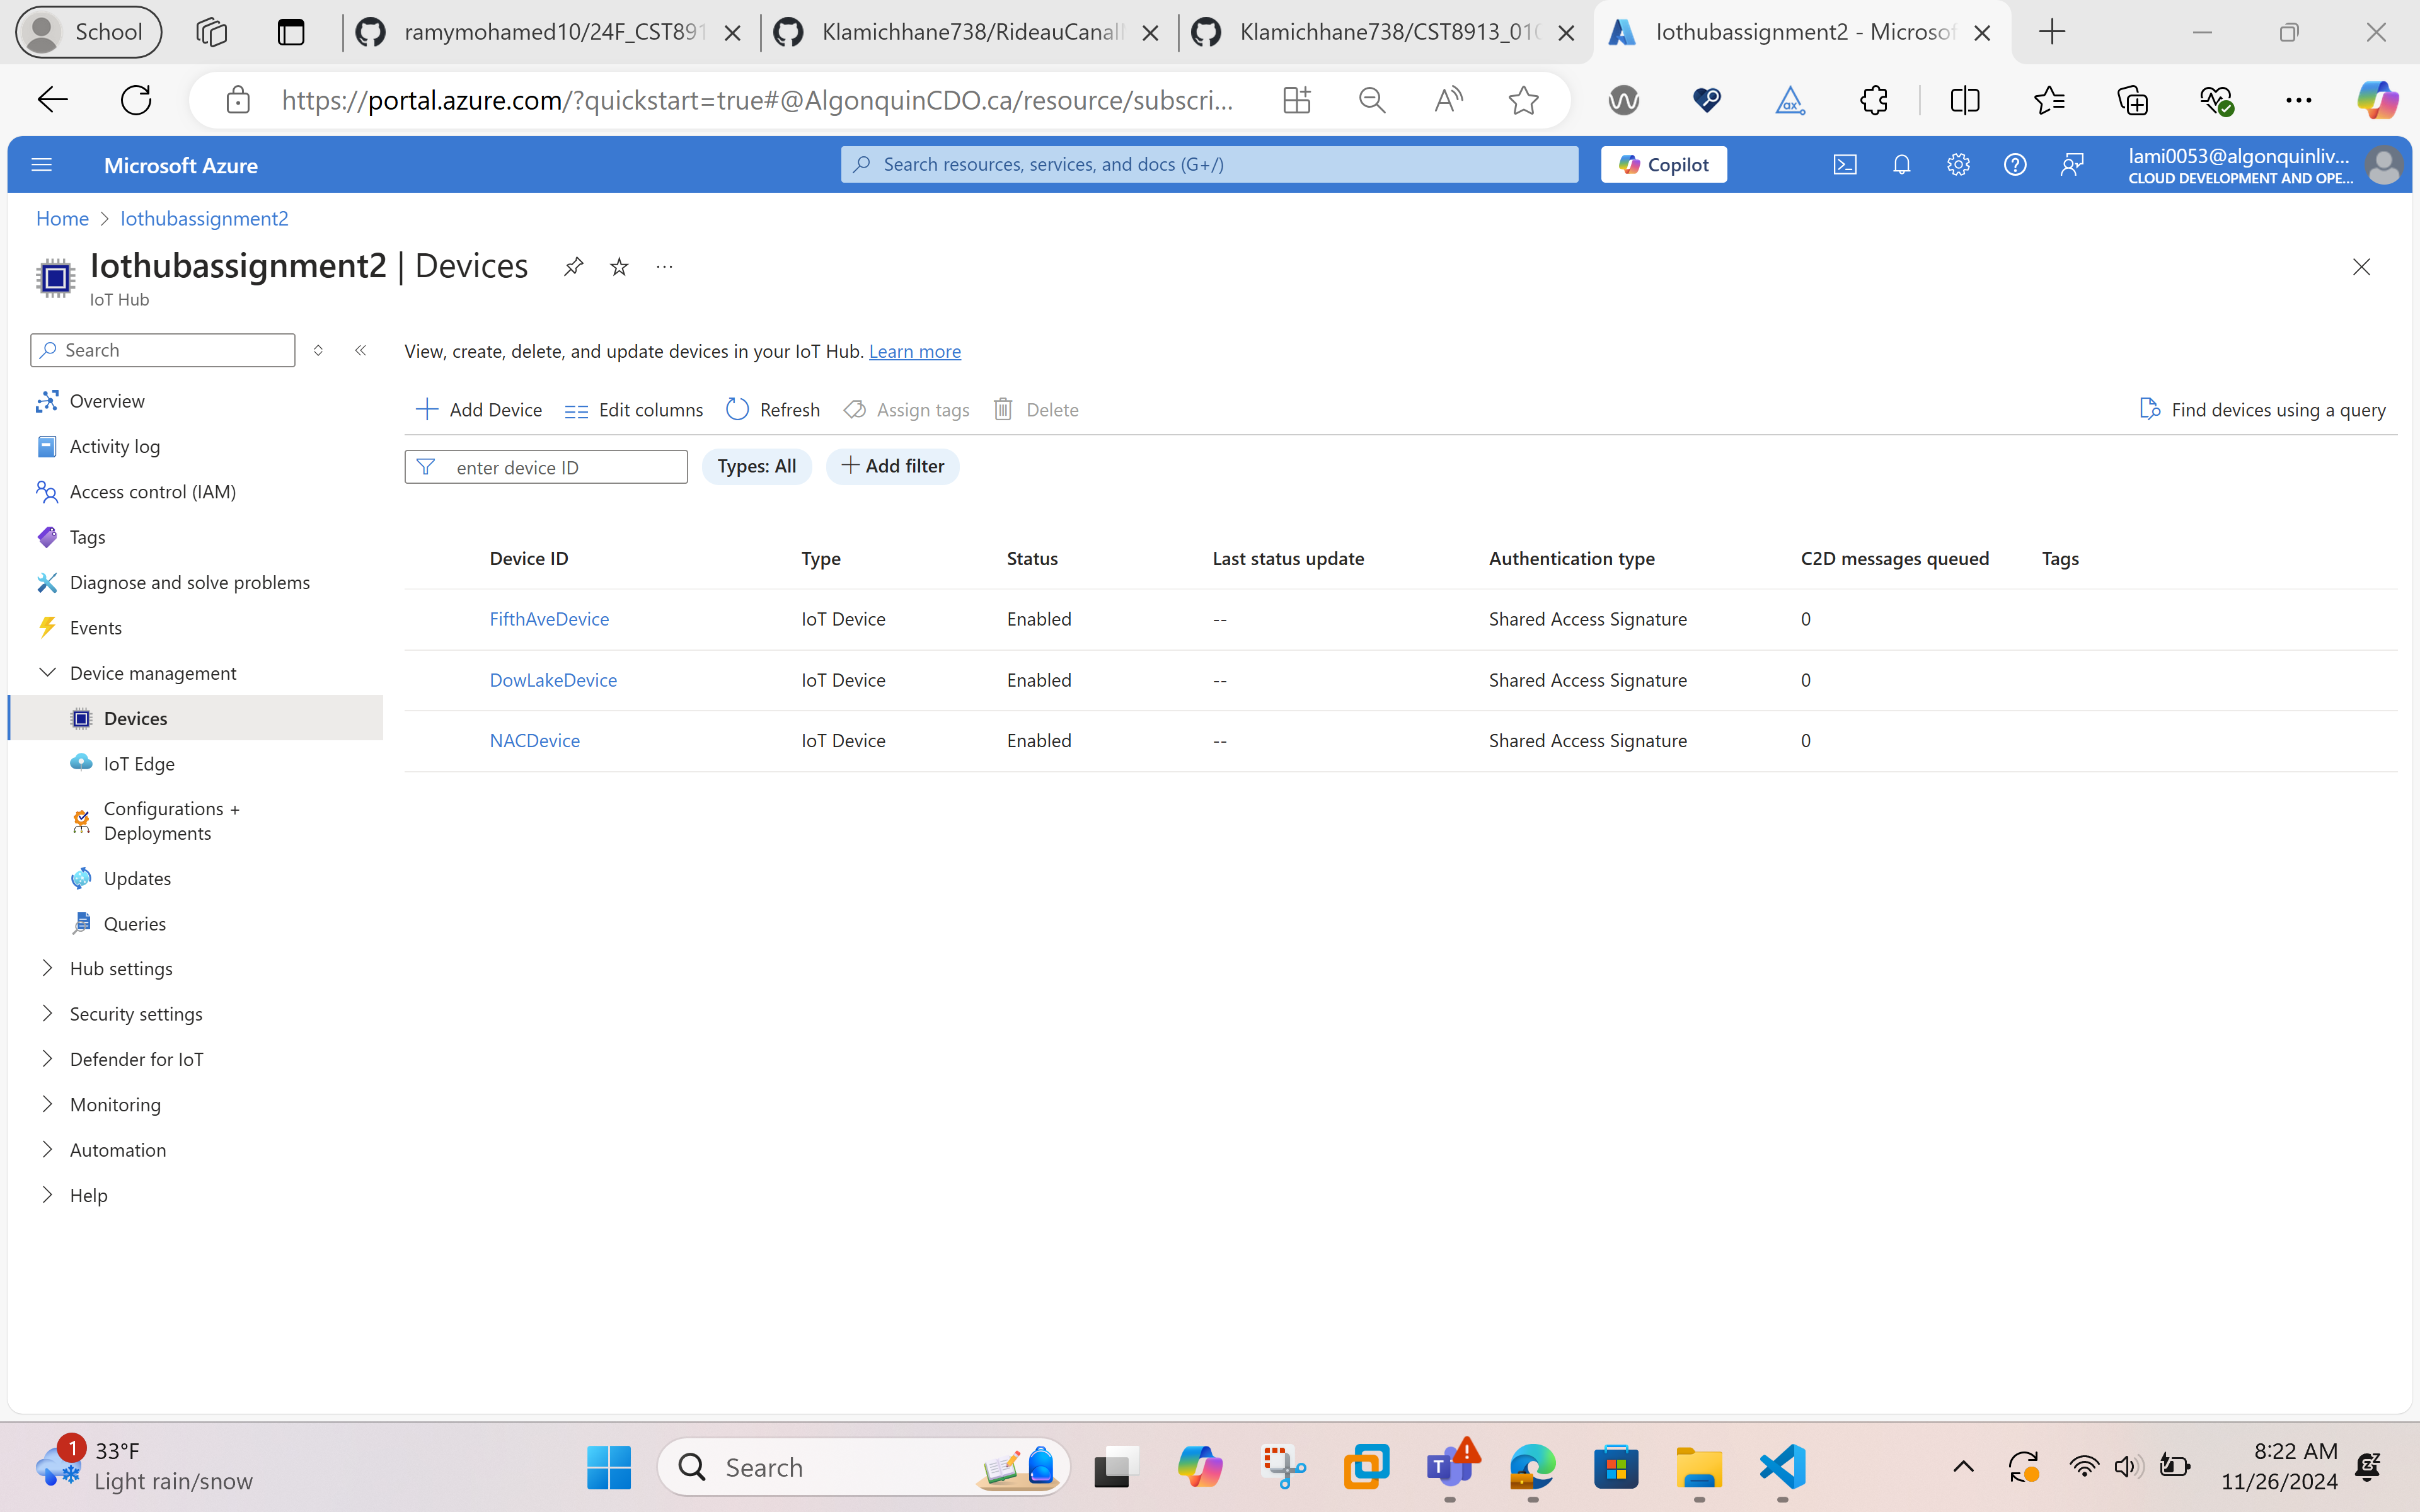 School
ramymohamed10/24F_CST891
Klamichhane738/RideauCanal
Klamichhane738/CST8913_010
Iothubassignment2 - Microsof
https://portal.azure.com/?quickstart=true#@AlgonquinCDO.ca/resource/subscri...
Microsoft Azure
Search resources, services, and docs (G+/)
Copilot
lami0053@algonquinliv...
CLOUD DEVELOPMENT AND OPE...
Home > Iothubassignment2
Iothubassignment2 | Devices
IoT Hub
Search
View, create, delete, and update devices in your IoT Hub. Learn more
Add Device Edit columns Refresh Assign tags Delete Find devices using a query
enter device ID Types: All Add filter
Overview
Activity log
Access control (IAM)
Tags
Diagnose and solve problems
Events
Device management
Devices
IoT Edge
Configurations +
Deployments
Updates
Queries
Hub settings
Security settings
Defender for IoT
Monitoring
Automation
Help
Device ID Type Status Last status update Authentication type C2D messages queued Tags
FifthAveDevice IoT Device Enabled -- Shared Access Signature 0
DowLakeDevice IoT Device Enabled -- Shared Access Signature 0
NACDevice IoT Device Enabled -- Shared Access Signature 0
1
33°F
Light rain/snow
Search
8:22 AM
11/26/2024